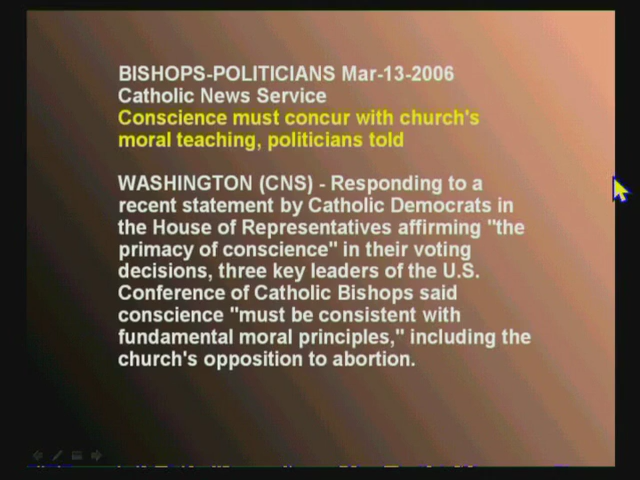 BISHOPS-POLITICIANS Mar-13-2006
Catholic News Service
Conscience must concur with church's
moral teaching, politicians told
WASHINGTON (CNS) - Responding to a
recent statement by Catholic Democrats in
the House of Representatives affirming "the
primacy of conscience" in their voting
decisions, three key leaders of the U.S.
Conference of Catholic Bishops said
conscience "must be consistent with
fundamental moral principles," including the
church's opposition to abortion.